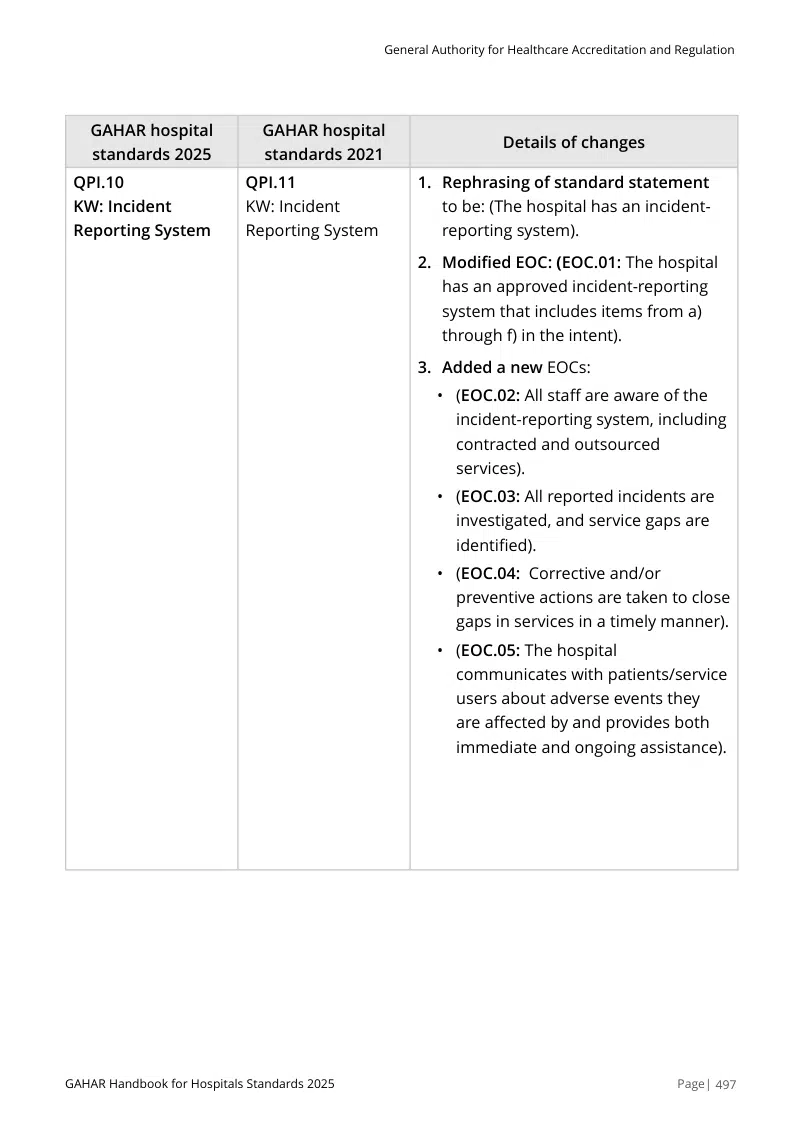 General Authority for Healthcare Accreditation and Regulation
GAHAR hospital
standards 2025
GAHAR hospital
standards 2021
Details of changes
QPI.10
KW: Incident
Reporting System
QPI.11
KW: Incident
Reporting System
1. Rephrasing of standard statement
to be: (The hospital has an incident-
reporting system).
2. Modified EOC: (EOC.01: The hospital
has an approved incident-reporting
system that includes items from a)
through f) in the intent).
3. Added a new EOCs:
• (EOC.02: All staff are aware of the
incident-reporting system, including
contracted and outsourced
services).
• (EOC.03: All reported incidents are
investigated, and service gaps are
identified).
• (EOC.04:  Corrective and/or
preventive actions are taken to close
gaps in services in a timely manner).
• (EOC.05: The hospital
communicates with patients/service
users about adverse events they
are affected by and provides both
immediate and ongoing assistance).
GAHAR Handbook for Hospitals Standards 2025
Page| 497